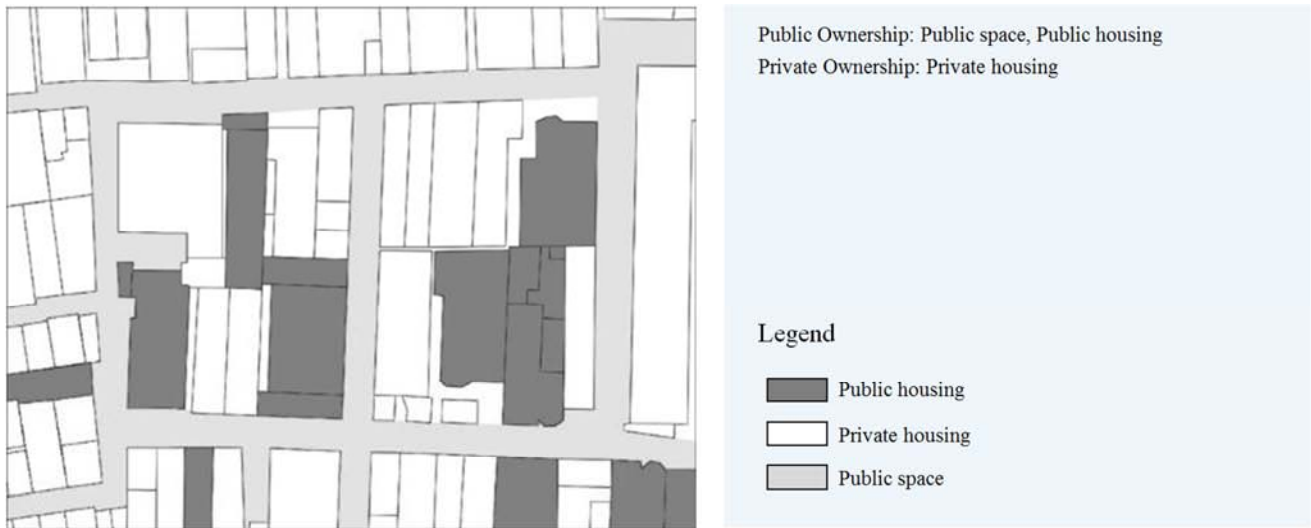 Public Ownership: Public space, Public housing
Private Ownership: Private housing
Legend
Public housing
Private housing
Public space